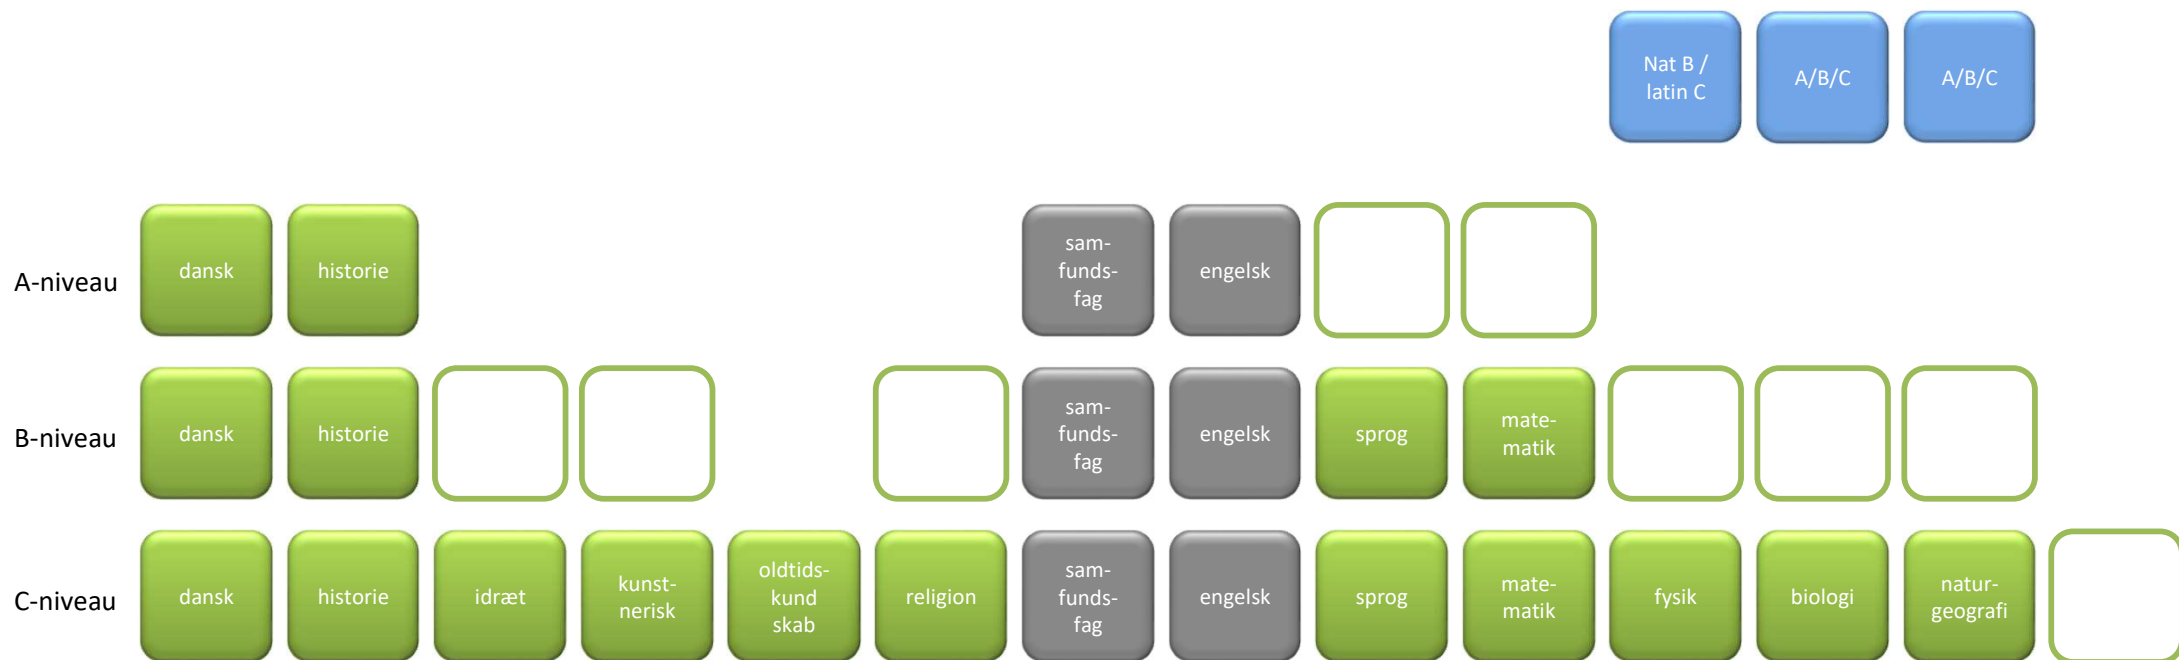 Nat B /
latin C
A/B/C
A/B/C
A-niveau
dansk
historie
sam-
funds-
fag
engelsk
B-niveau
dansk
historie
sam-
funds-
fag
engelsk
sprog
mate-
matik
C-niveau
dansk
historie
idræt
kunst-
nerisk
oldtids-
kund
skab
religion
sam-
funds-
fag
engelsk
sprog
mate-
matik
fysik
biologi
natur-
geografi